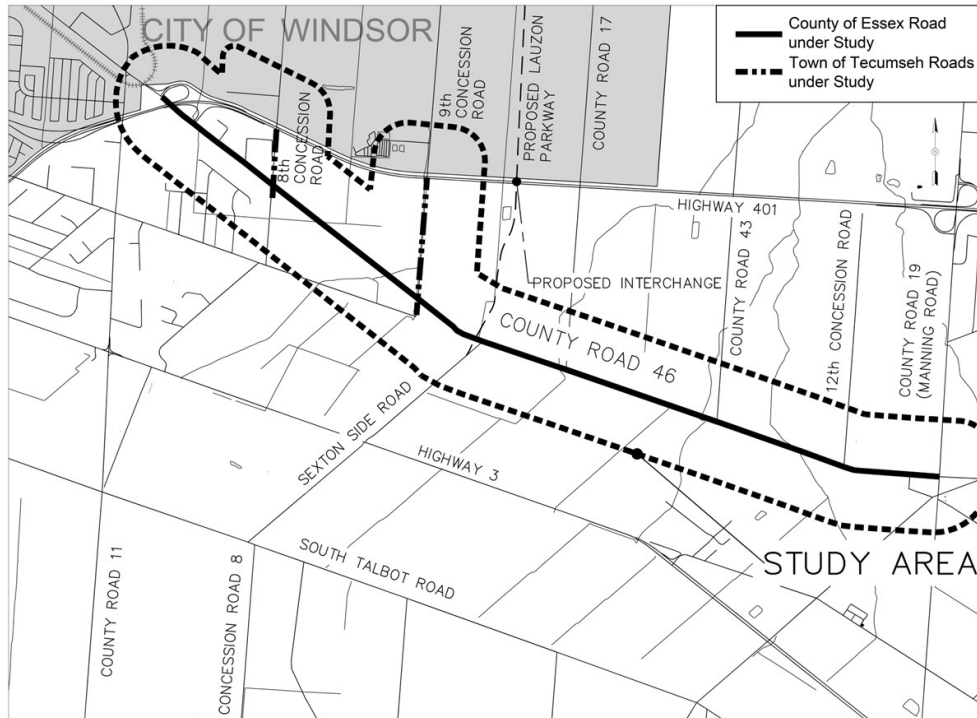 CITY OF WINDSOR
County of Essex Road
under Study
Town of Tecumseh Roads
under Study
8th
CONCESSION
ROAD
9th
CONCESSION
ROAD
PROPOSED LAUZON
PARKWAY
COUNTY ROAD 17
HIGHWAY 401
PROPOSED INTERCHANGE
COUNTY ROAD 43
12th CONCESSION ROAD
COUNTY ROAD 19
(MANNING ROAD)
COUNTY ROAD 46
SEXTON SIDE ROAD
HIGHWAY 3
SOUTH TALBOT ROAD
COUNTY ROAD 11
CONCESSION ROAD 8
STUDY AREA